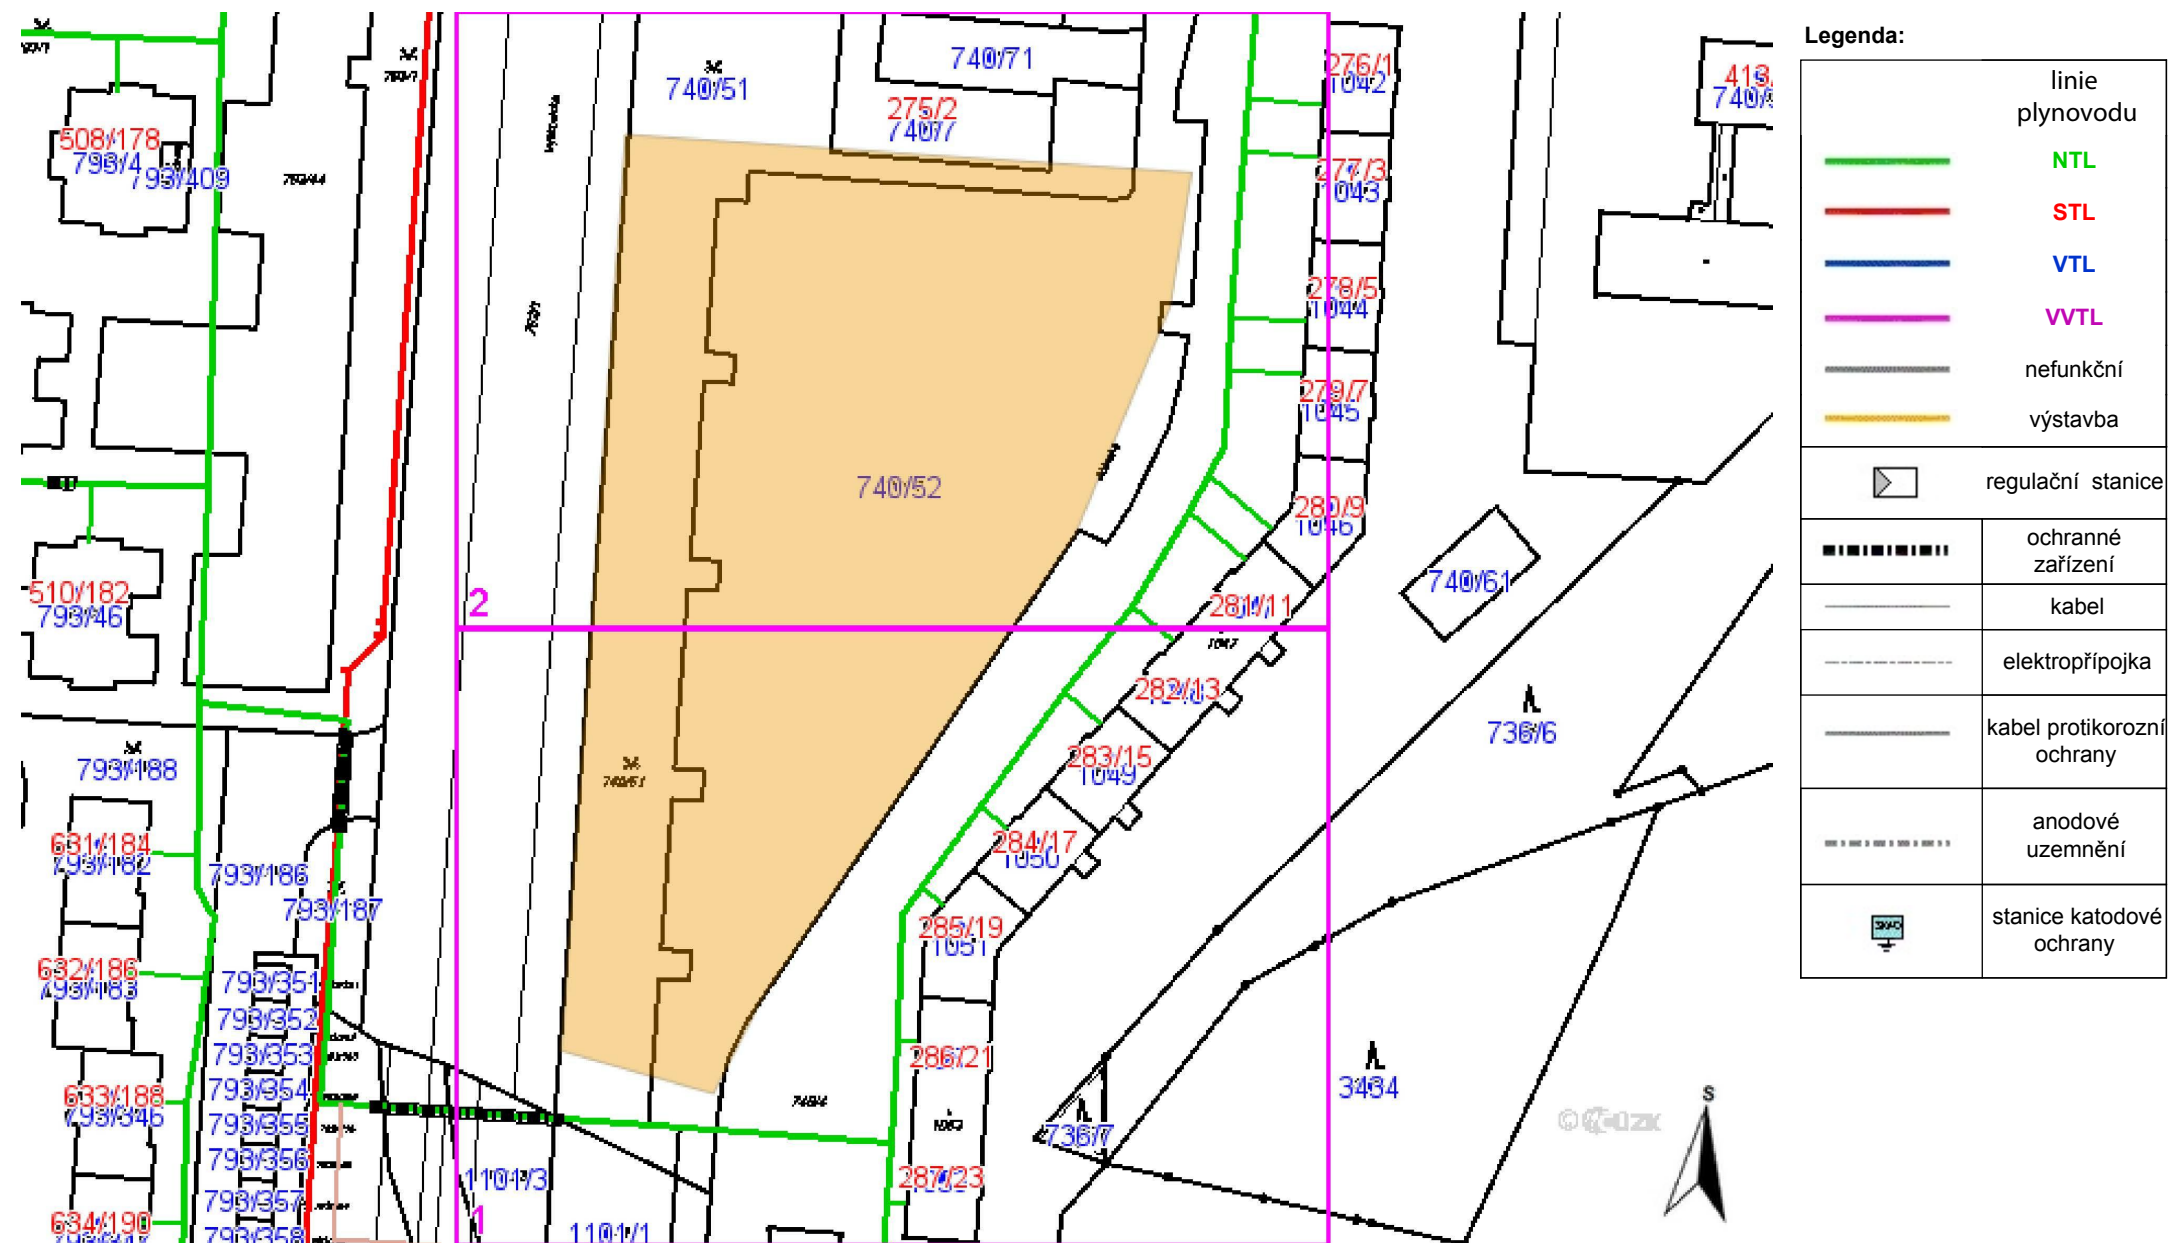 740/51
740/71
275/2
740/7
276/1
1042
413
508/178
793/4
793/409
277/3
1043
278/5
1044
279/7
1045
740/52
280/9
1046
740/61
510/182
793/46
2
281/11
1047
282/13
736/6
283/15
1049
793/188
284/17
1050
631/184
793/182
793/186
793/187
285/19
1051
632/186
793/183
793/351
793/352
793/353
793/354
793/355
793/356
793/357
793/358
286/21
633/188
793/346
3434
736/7
1101/3
287/23
634/190
1
1101/1
S
Legenda:
linie
plynovodu
NTL
STL
VTL
VVTL
nefunkční
výstavba
regulační stanice
ochranné
zařízení
kabel
elektropřípojka
kabel protikorozní
ochrany
anodové
uzemnění
stanice katodové
ochrany